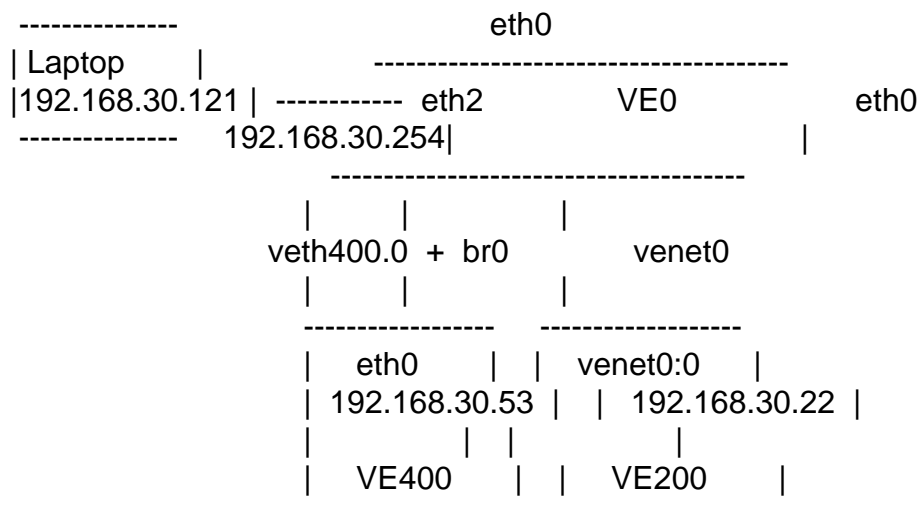 --------------- eth0
| Laptop | ---------------------------------------
|192.168.30.121 | ------------ eth2 VE0 eth0
--------------- 192.168.30.254| |
---------------------------------------
| | |
veth400.0 + br0 venet0
| | |
------------------ -------------------
| eth0 | | venet0:0 |
| 192.168.30.53 | | 192.168.30.22 |
| | | |
| VE400 | | VE200 |